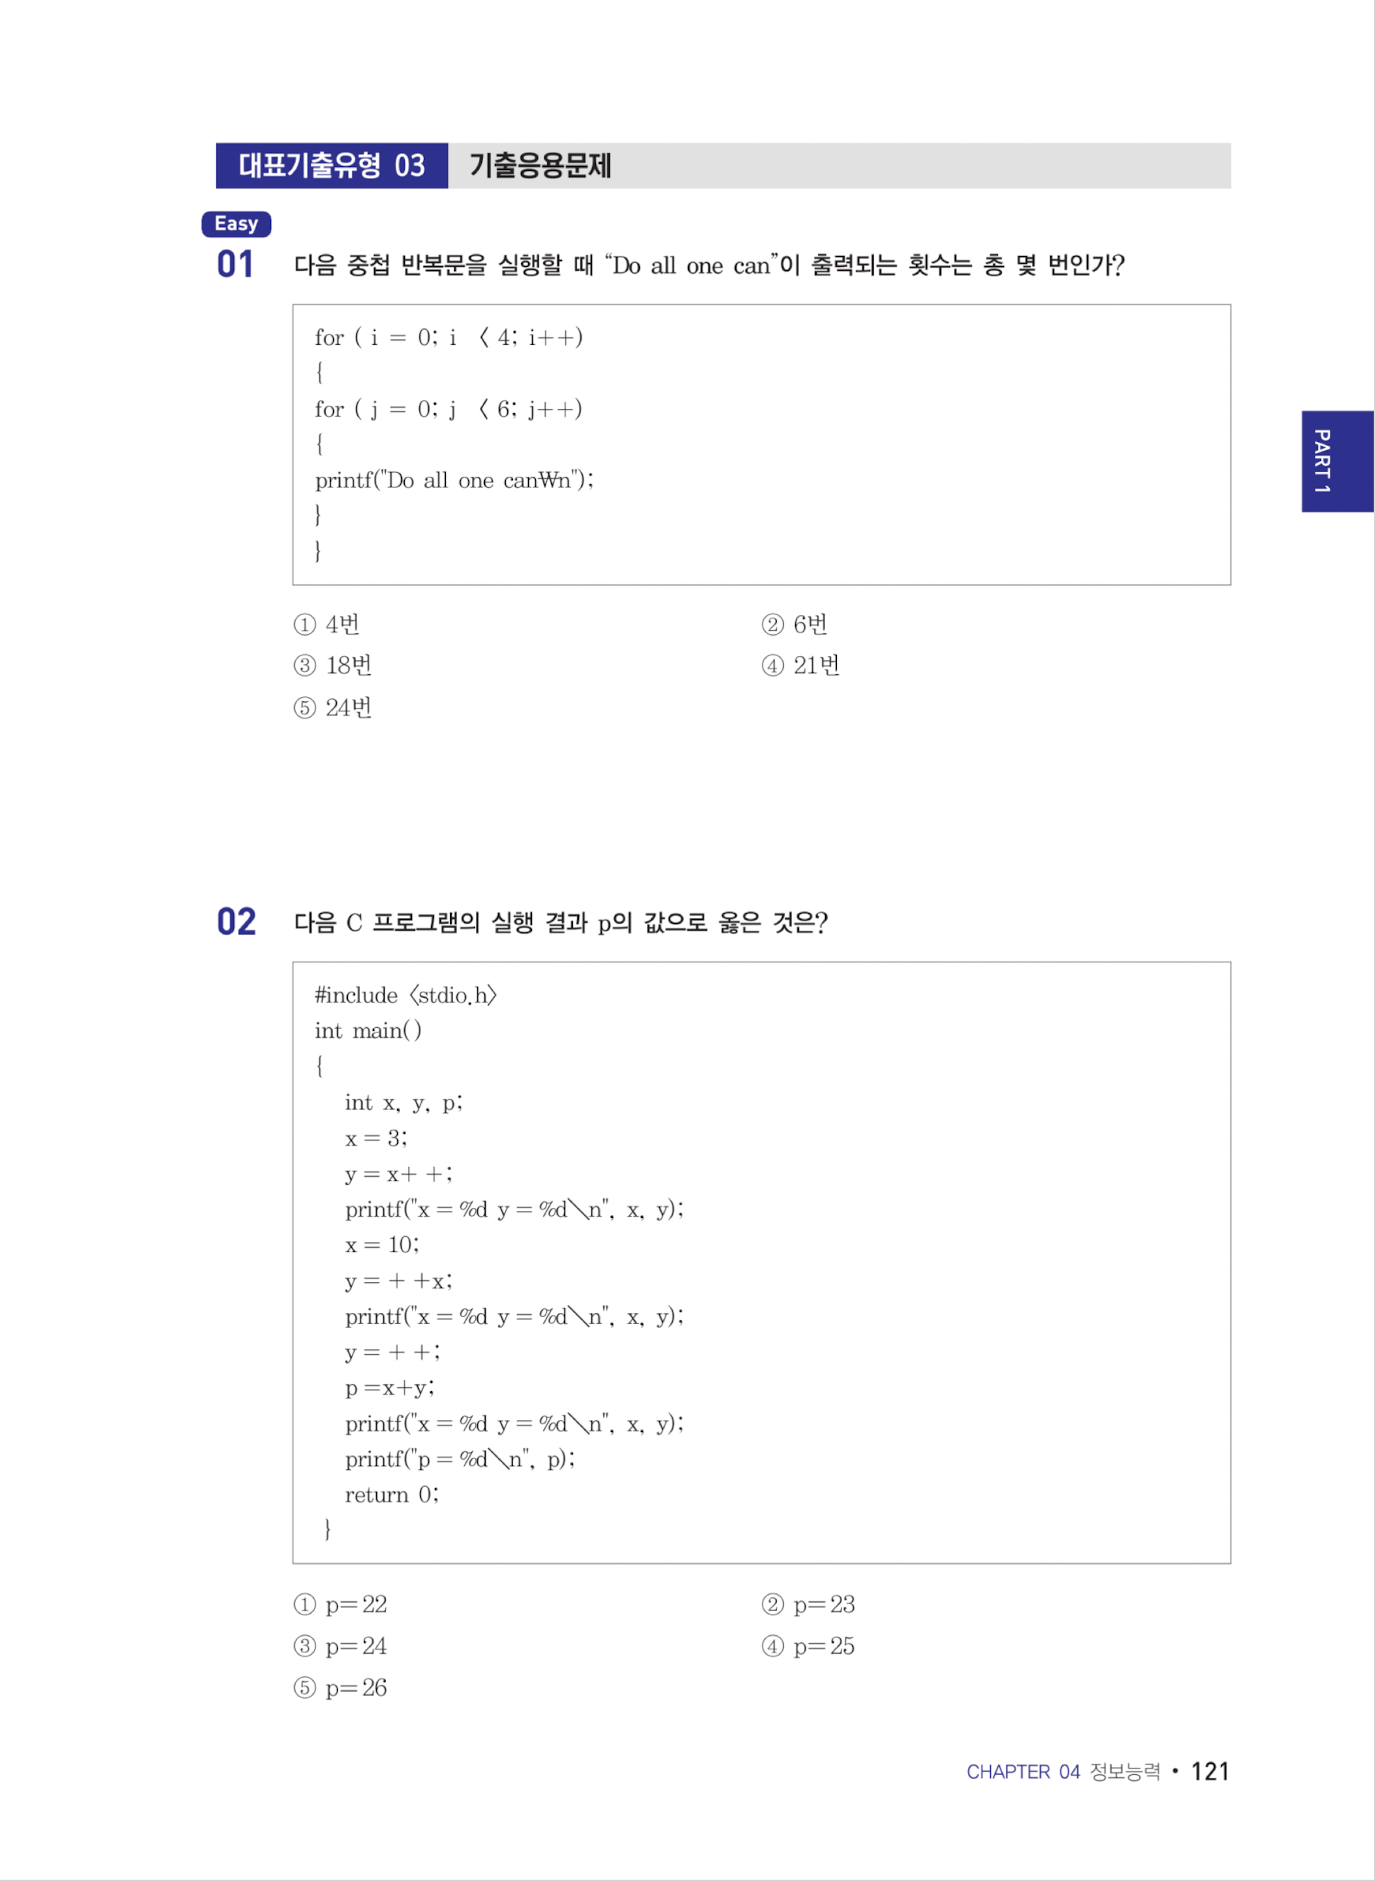 대표기출유형 03 기출응용문제
Easy
01 다음 중첩 반복문을 실행할 때 “Do all one can”이 출력되는 횟수는 총 몇 번인가?
for ( i = 0; i 〈 4; i++)
{
for ( j = 0; j 〈 6; j++)
{
printf("Do all one can₩n");
}
}
① 4번 ② 6번
③ 18번 ④ 21번
⑤ 24번
PART 1
02 다음 C 프로그램의 실행 결과 p의 값으로 옳은 것은?
#include 〈stdio.h〉
int main( )
{
int x, y, p;
x = 3;
y = x+ +;
printf("x = %d y = %d\n", x, y);
x = 10;
y = + +x;
printf("x = %d y = %d\n", x, y);
y = + +;
p =x+y;
printf("x = %d y = %d\n", x, y);
printf("p = %d\n", p);
return 0;
}
① p=22 ② p=23
③ p=24 ④ p=25
⑤ p=26
CHAPTER 04 정보능력 • 121